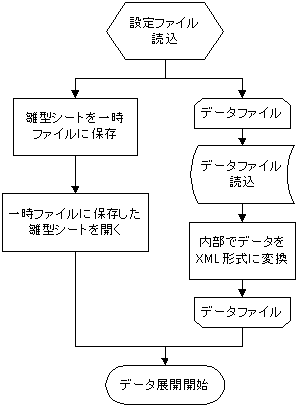 設定ファイル
読込
雛型シートを一時
ファイルに保存
一時ファイルに保存した
雛型シートを開く
データファイル
データファイル
読込
内部でデータを
XML形式に変換
データファイル
データ展開開始